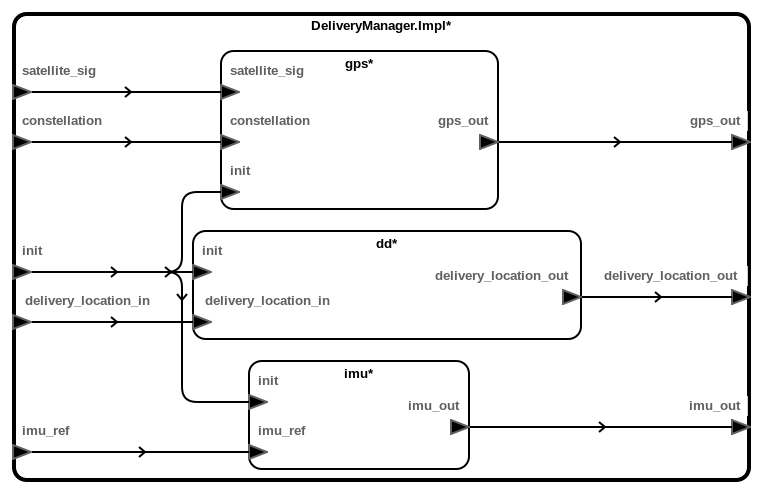 DeliveryManager.Impl*
gps*
satellite_sig
satellite_sig
constellation
constellation
gps_out
gps_out
init
dd*
init
init
delivery_location_out
delivery_location_out
delivery_location_in
delivery_location_in
imu*
init
imu_out
imu_out
imu_ref
imu_ref